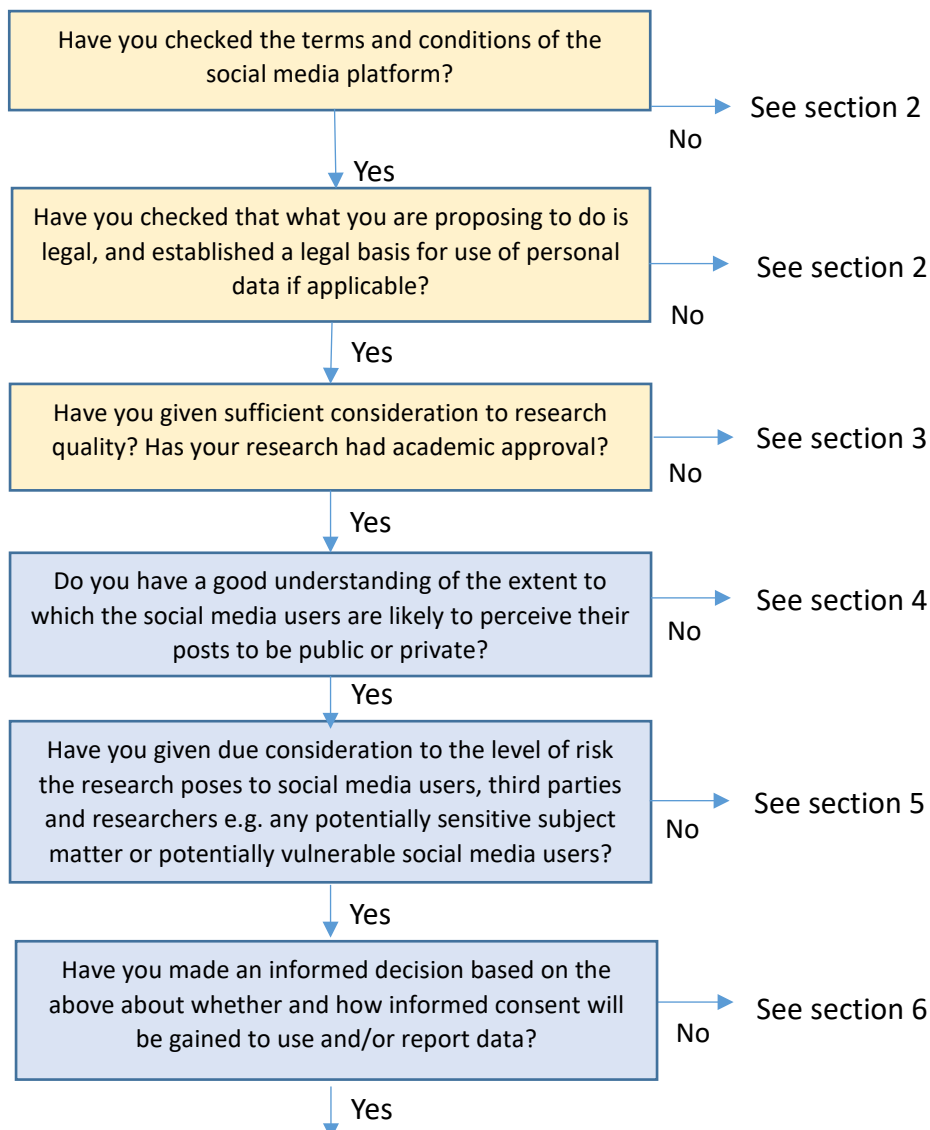 Have you checked the terms and conditions of the
social media platform?
See section 2
No
Yes
Have you checked that what you are proposing to do is
legal, and established a legal basis for use of personal
data if applicable?
See section 2
No
Yes
Have you given sufficient consideration to research
quality? Has your research had academic approval?
See section 3
No
Yes
Do you have a good understanding of the extent to
which the social media users are likely to perceive their
posts to be public or private?
See section 4
No
Yes
Have you given due consideration to the level of risk
the research poses to social media users, third parties
and researchers e.g. any potentially sensitive subject
matter or potentially vulnerable social media users?
See section 5
No
Yes
Have you made an informed decision based on the
above about whether and how informed consent will
be gained to use and/or report data?
See section 6
No
Yes